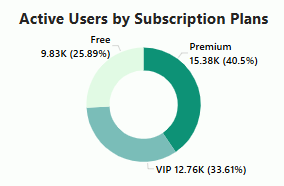 Active Users by Subscription Plans
Free
9.83K (25.89%)
Premium
15.38K (40.5%)
VIP 12.76K (33.61%)